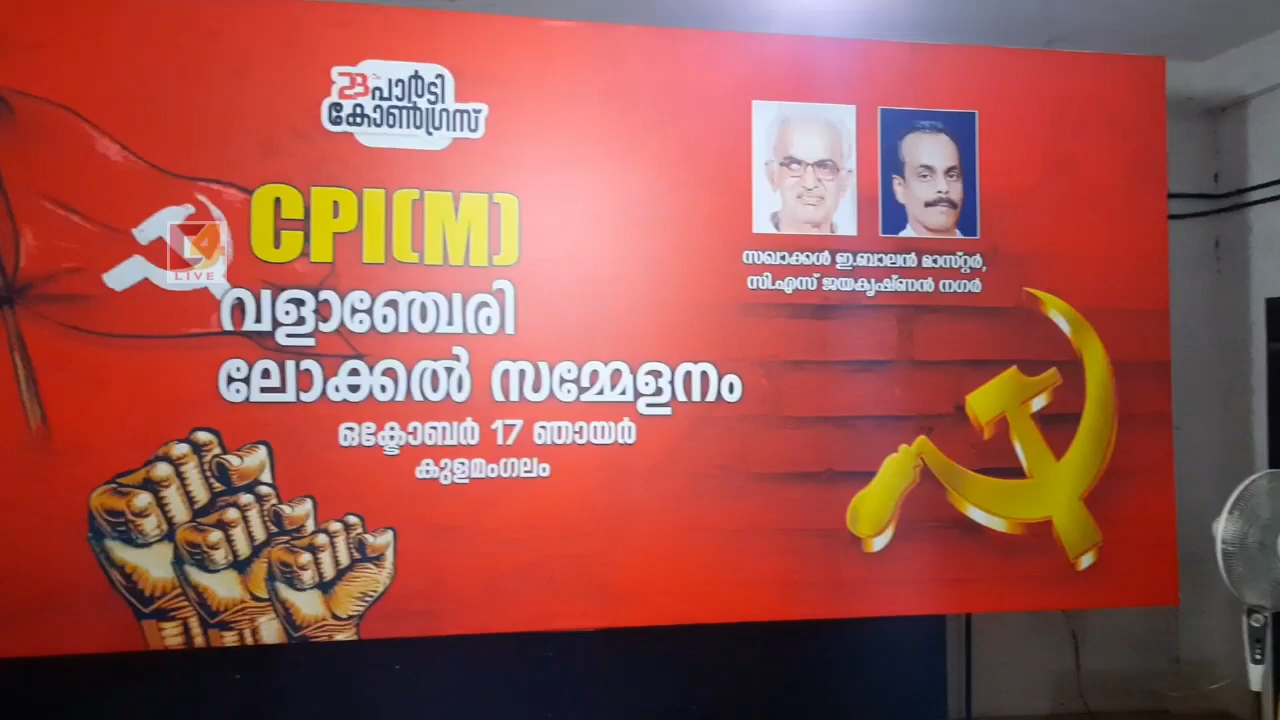 23-ാം പാർട്ടി
കോൺഗ്രസ്
CPI(M)
വളാഞ്ചേരി
ലോക്കൽ സമ്മേളനം
ഒക്ടോബർ 17 ഞായർ
കുളമംഗലം
സഖാക്കൾ ഇ.ബാലൻ മാസ്റ്റർ,
സി.എസ് ജയകൃഷ്ണൻ നഗർ
L4
LIVE